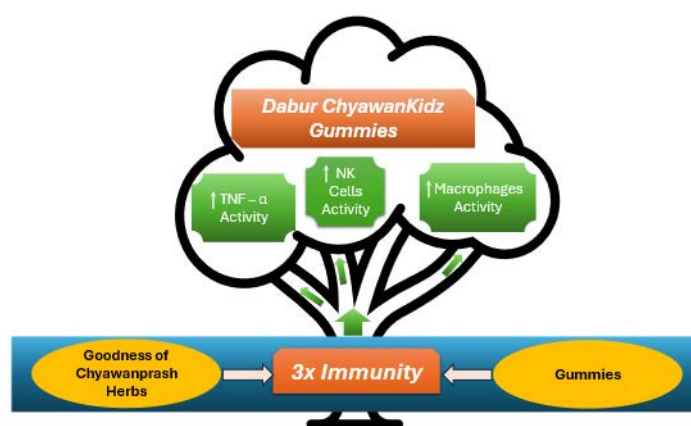 Dabur ChyawanKidz
Gummies
↑ TNF – α
Activity
↑ NK
Cells
Activity
↑ Macrophages
Activity
Goodness of
Chyawanprash
Herbs
3x Immunity
Gummies